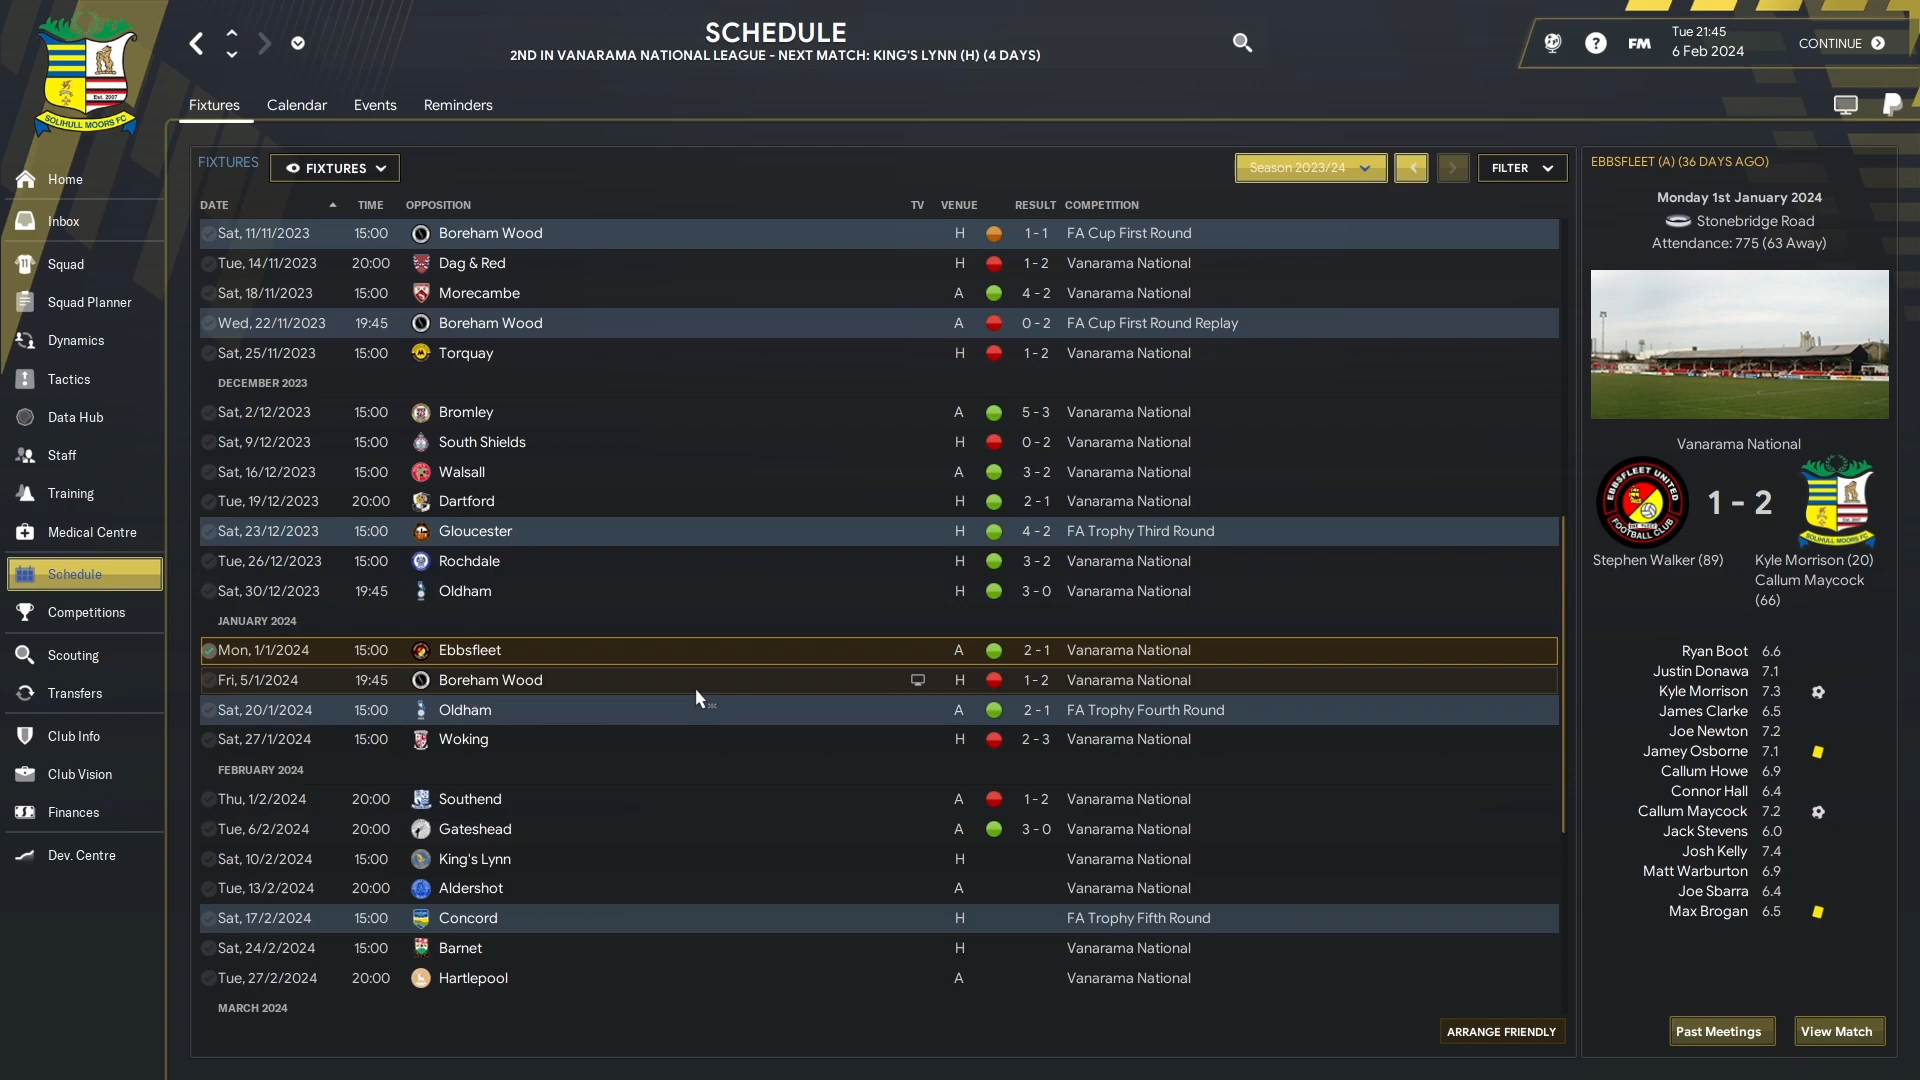 SCHEDULE
2ND IN VANARAMA NATIONAL LEAGUE - NEXT MATCH: KING'S LYNN (H) (4 DAYS)
FM
Tue 21:45
6 Feb 2024
CONTINUE
Est. 2007
SOLIHULL MOORS FC
Fixtures
Calendar
Events
Reminders
Home
Inbox
Squad
Squad Planner
Dynamics
Tactics
Data Hub
Staff
Training
Medical Centre
Schedule
Competitions
Scouting
Transfers
Club Info
Club Vision
Finances
Dev. Centre
FIXTURES
FIXTURES
Season 2023/24
FILTER
DATE TIME OPPOSITION TV VENUE RESULT COMPETITION
Sat, 11/11/2023 15:00 Boreham Wood H 1 - 1 FA Cup First Round
Tue, 14/11/2023 20:00 Dag & Red H 1 - 2 Vanarama National
Sat, 18/11/2023 15:00 Morecambe A 4 - 2 Vanarama National
Wed, 22/11/2023 19:45 Boreham Wood A 0 - 2 FA Cup First Round Replay
Sat, 25/11/2023 15:00 Torquay H 1 - 2 Vanarama National
DECEMBER 2023
Sat, 2/12/2023 15:00 Bromley A 5 - 3 Vanarama National
Sat, 9/12/2023 15:00 South Shields H 0 - 2 Vanarama National
Sat, 16/12/2023 15:00 Walsall A 3 - 2 Vanarama National
Tue, 19/12/2023 20:00 Dartford H 2 - 1 Vanarama National
Sat, 23/12/2023 15:00 Gloucester H 4 - 2 FA Trophy Third Round
Tue, 26/12/2023 15:00 Rochdale H 3 - 2 Vanarama National
Sat, 30/12/2023 19:45 Oldham H 3 - 0 Vanarama National
JANUARY 2024
Mon, 1/1/2024 15:00 Ebbsfleet A 2 - 1 Vanarama National
Fri, 5/1/2024 19:45 Boreham Wood H 1 - 2 Vanarama National
Sat, 20/1/2024 15:00 Oldham A 2 - 1 FA Trophy Fourth Round
Sat, 27/1/2024 15:00 Woking H 2 - 3 Vanarama National
FEBRUARY 2024
Thu, 1/2/2024 20:00 Southend A 1 - 2 Vanarama National
Tue, 6/2/2024 20:00 Gateshead A 3 - 0 Vanarama National
Sat, 10/2/2024 15:00 King's Lynn H Vanarama National
Tue, 13/2/2024 20:00 Aldershot A Vanarama National
Sat, 17/2/2024 15:00 Concord H FA Trophy Fifth Round
Sat, 24/2/2024 15:00 Barnet H Vanarama National
Tue, 27/2/2024 20:00 Hartlepool A Vanarama National
MARCH 2024
ARRANGE FRIENDLY
EBBSFLEET (A) (36 DAYS AGO)
Monday 1st January 2024
Stonebridge Road
Attendance: 775 (63 Away)
Vanarama National
EBBSFLEET UNITED
FOOTBALL CLUB
1 - 2
SOLIHULL MOORS FC
Stephen Walker (89)
Kyle Morrison (20)
Callum Maycock
(66)
Ryan Boot 6.6
Justin Donawa 7.1
Kyle Morrison 7.3
James Clarke 6.5
Joe Newton 7.2
Jamey Osborne 7.1
Callum Howe 6.9
Connor Hall 6.4
Callum Maycock 7.2
Jack Stevens 6.0
Josh Kelly 7.4
Matt Warburton 6.9
Joe Sbarra 6.4
Max Brogan 6.5
Past Meetings
View Match